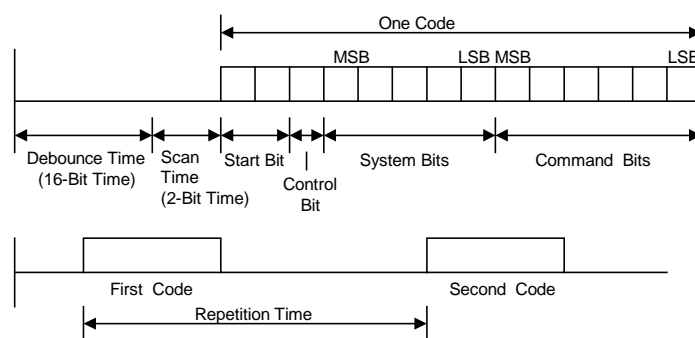 One Code
MSB
LSB MSB
LSB
Debounce Time
(16-Bit Time)
Scan
Time
(2-Bit Time)
Start Bit
Control
Bit
System Bits
Command Bits
First Code
Second Code
Repetition Time